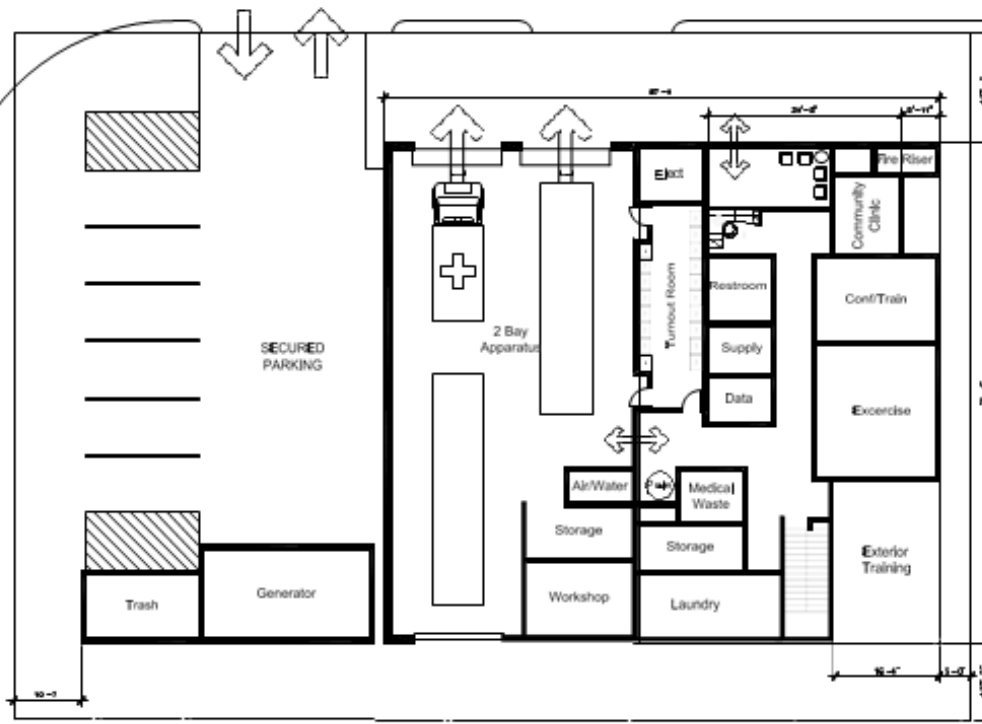 Fire Riser
Community
Clinic
Restroom
Conf/Train
Turnout Room
2 Bay
Apparatus
SECURED
PARKING
Supply
Data
Excercise
Air/Water
Medical
Waste
Storage
Storage
Exterior
Training
Generator
Trash
Workshop
Laundry